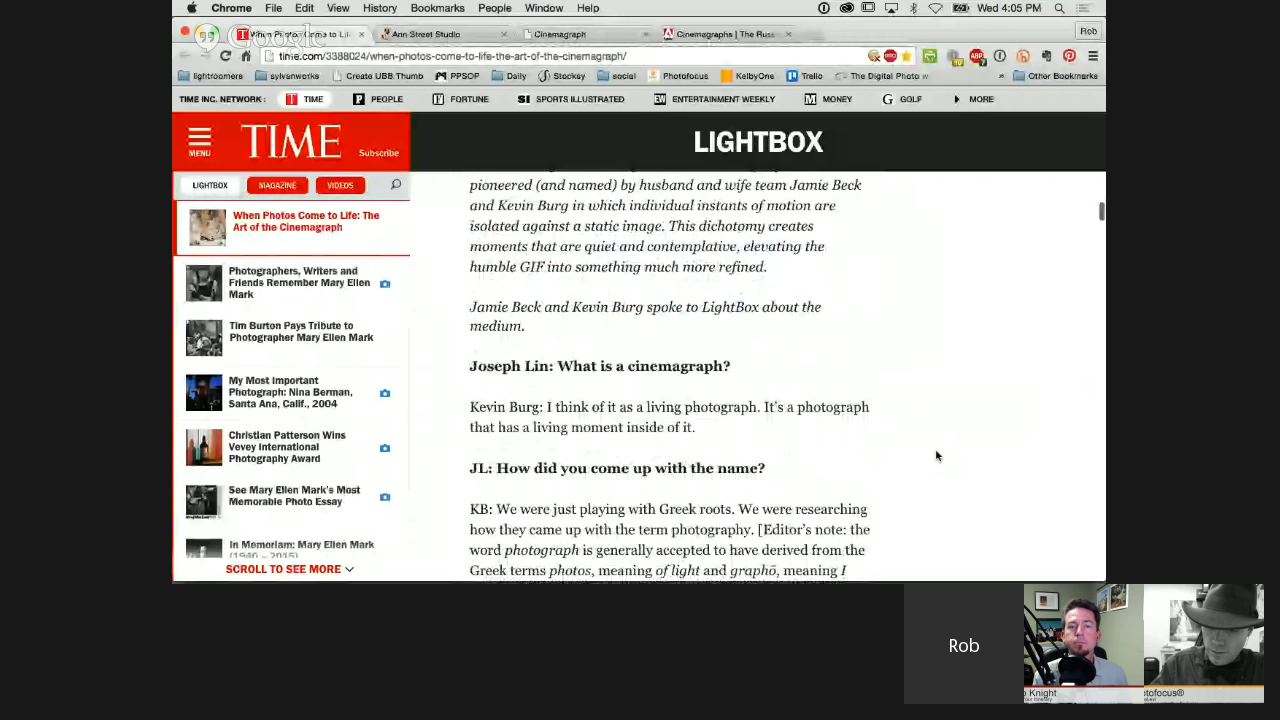 Chrome File Edit View History Bookmarks People Window Help Wed 4:05 PM
Google
When Photos Come to Life Ann Street Studio Cinemagraph Cinemagraphs | The Russ Rob
time.com/3388024/when-photos-come-to-life-the-art-of-the-cinemagraph/
lightroomers sylvanworks Create UBB Thumb PPSOP Daily Stocksy social Photofocus KelbyOne Trello The Digital Photo w » Other Bookmarks
TIME INC. NETWORK : TIME PEOPLE FORTUNE SI SPORTS ILLUSTRATED EW ENTERTAINMENT WEEKLY MONEY GOLF MORE
MENU TIME Subscribe
LIGHTBOX
LIGHTBOX MAGAZINE VIDEOS
When Photos Come to Life: The
Art of the Cinemagraph
Photographers, Writers and
Friends Remember Mary Ellen
Mark
Tim Burton Pays Tribute to
Photographer Mary Ellen Mark
My Most Important
Photograph: Nina Berman,
Santa Ana, Calif., 2004
Christian Patterson Wins
Vevey International
Photography Award
See Mary Ellen Mark's Most
Memorable Photo Essay
In Memoriam: Mary Ellen Mark
(1940 – 2015)
SCROLL TO SEE MORE
pioneered (and named) by husband and wife team Jamie Beck
and Kevin Burg in which individual instants of motion are
isolated against a static image. This dichotomy creates
moments that are quiet and contemplative, elevating the
humble GIF into something much more refined.
Jamie Beck and Kevin Burg spoke to LightBox about the
medium.
Joseph Lin: What is a cinemagraph?
Kevin Burg: I think of it as a living photograph. It's a photograph
that has a living moment inside of it.
JL: How did you come up with the name?
KB: We were just playing with Greek roots. We were researching
how they came up with the term photography. [Editor's note: the
word photograph is generally accepted to have derived from the
Greek terms photos, meaning of light and graphō, meaning I
Rob
Knight
otofocus®